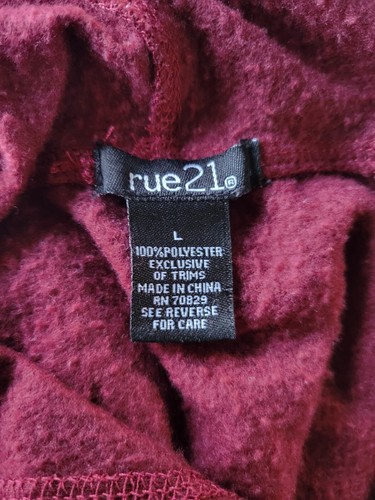 rue21®
L
100%POLYESTER
EXCLUSIVE
OF TRIMS
MADE IN CHINA
RN 70829
SEE REVERSE
FOR CARE